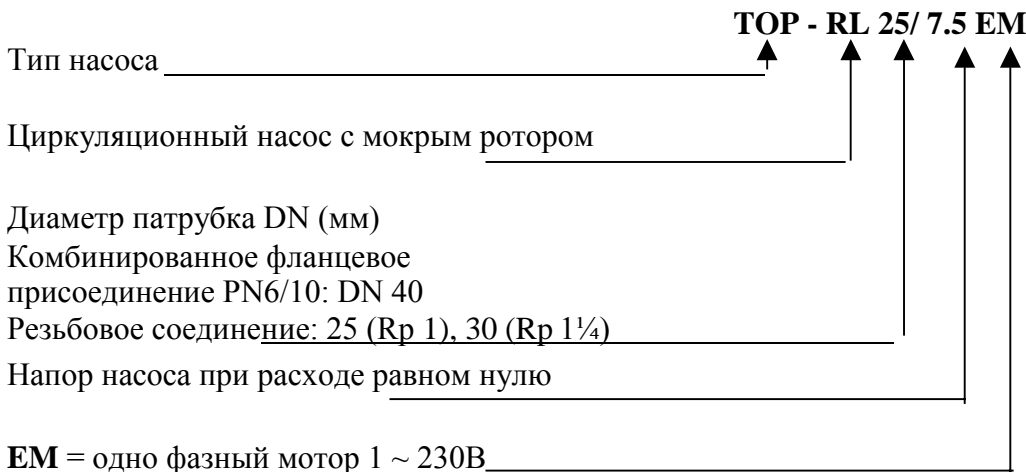 TOP - RL 25/ 7.5 EM
Тип насоса
Циркуляционный насос с мокрым ротором
Диаметр патрубка DN (мм)
Комбинированное фланцевое
присоединение PN6/10: DN 40
Резьбовое соединение: 25 (Rp 1), 30 (Rp 1¼)
Напор насоса при расходе равном нулю
EM = одно фазный мотор 1 ~ 230В